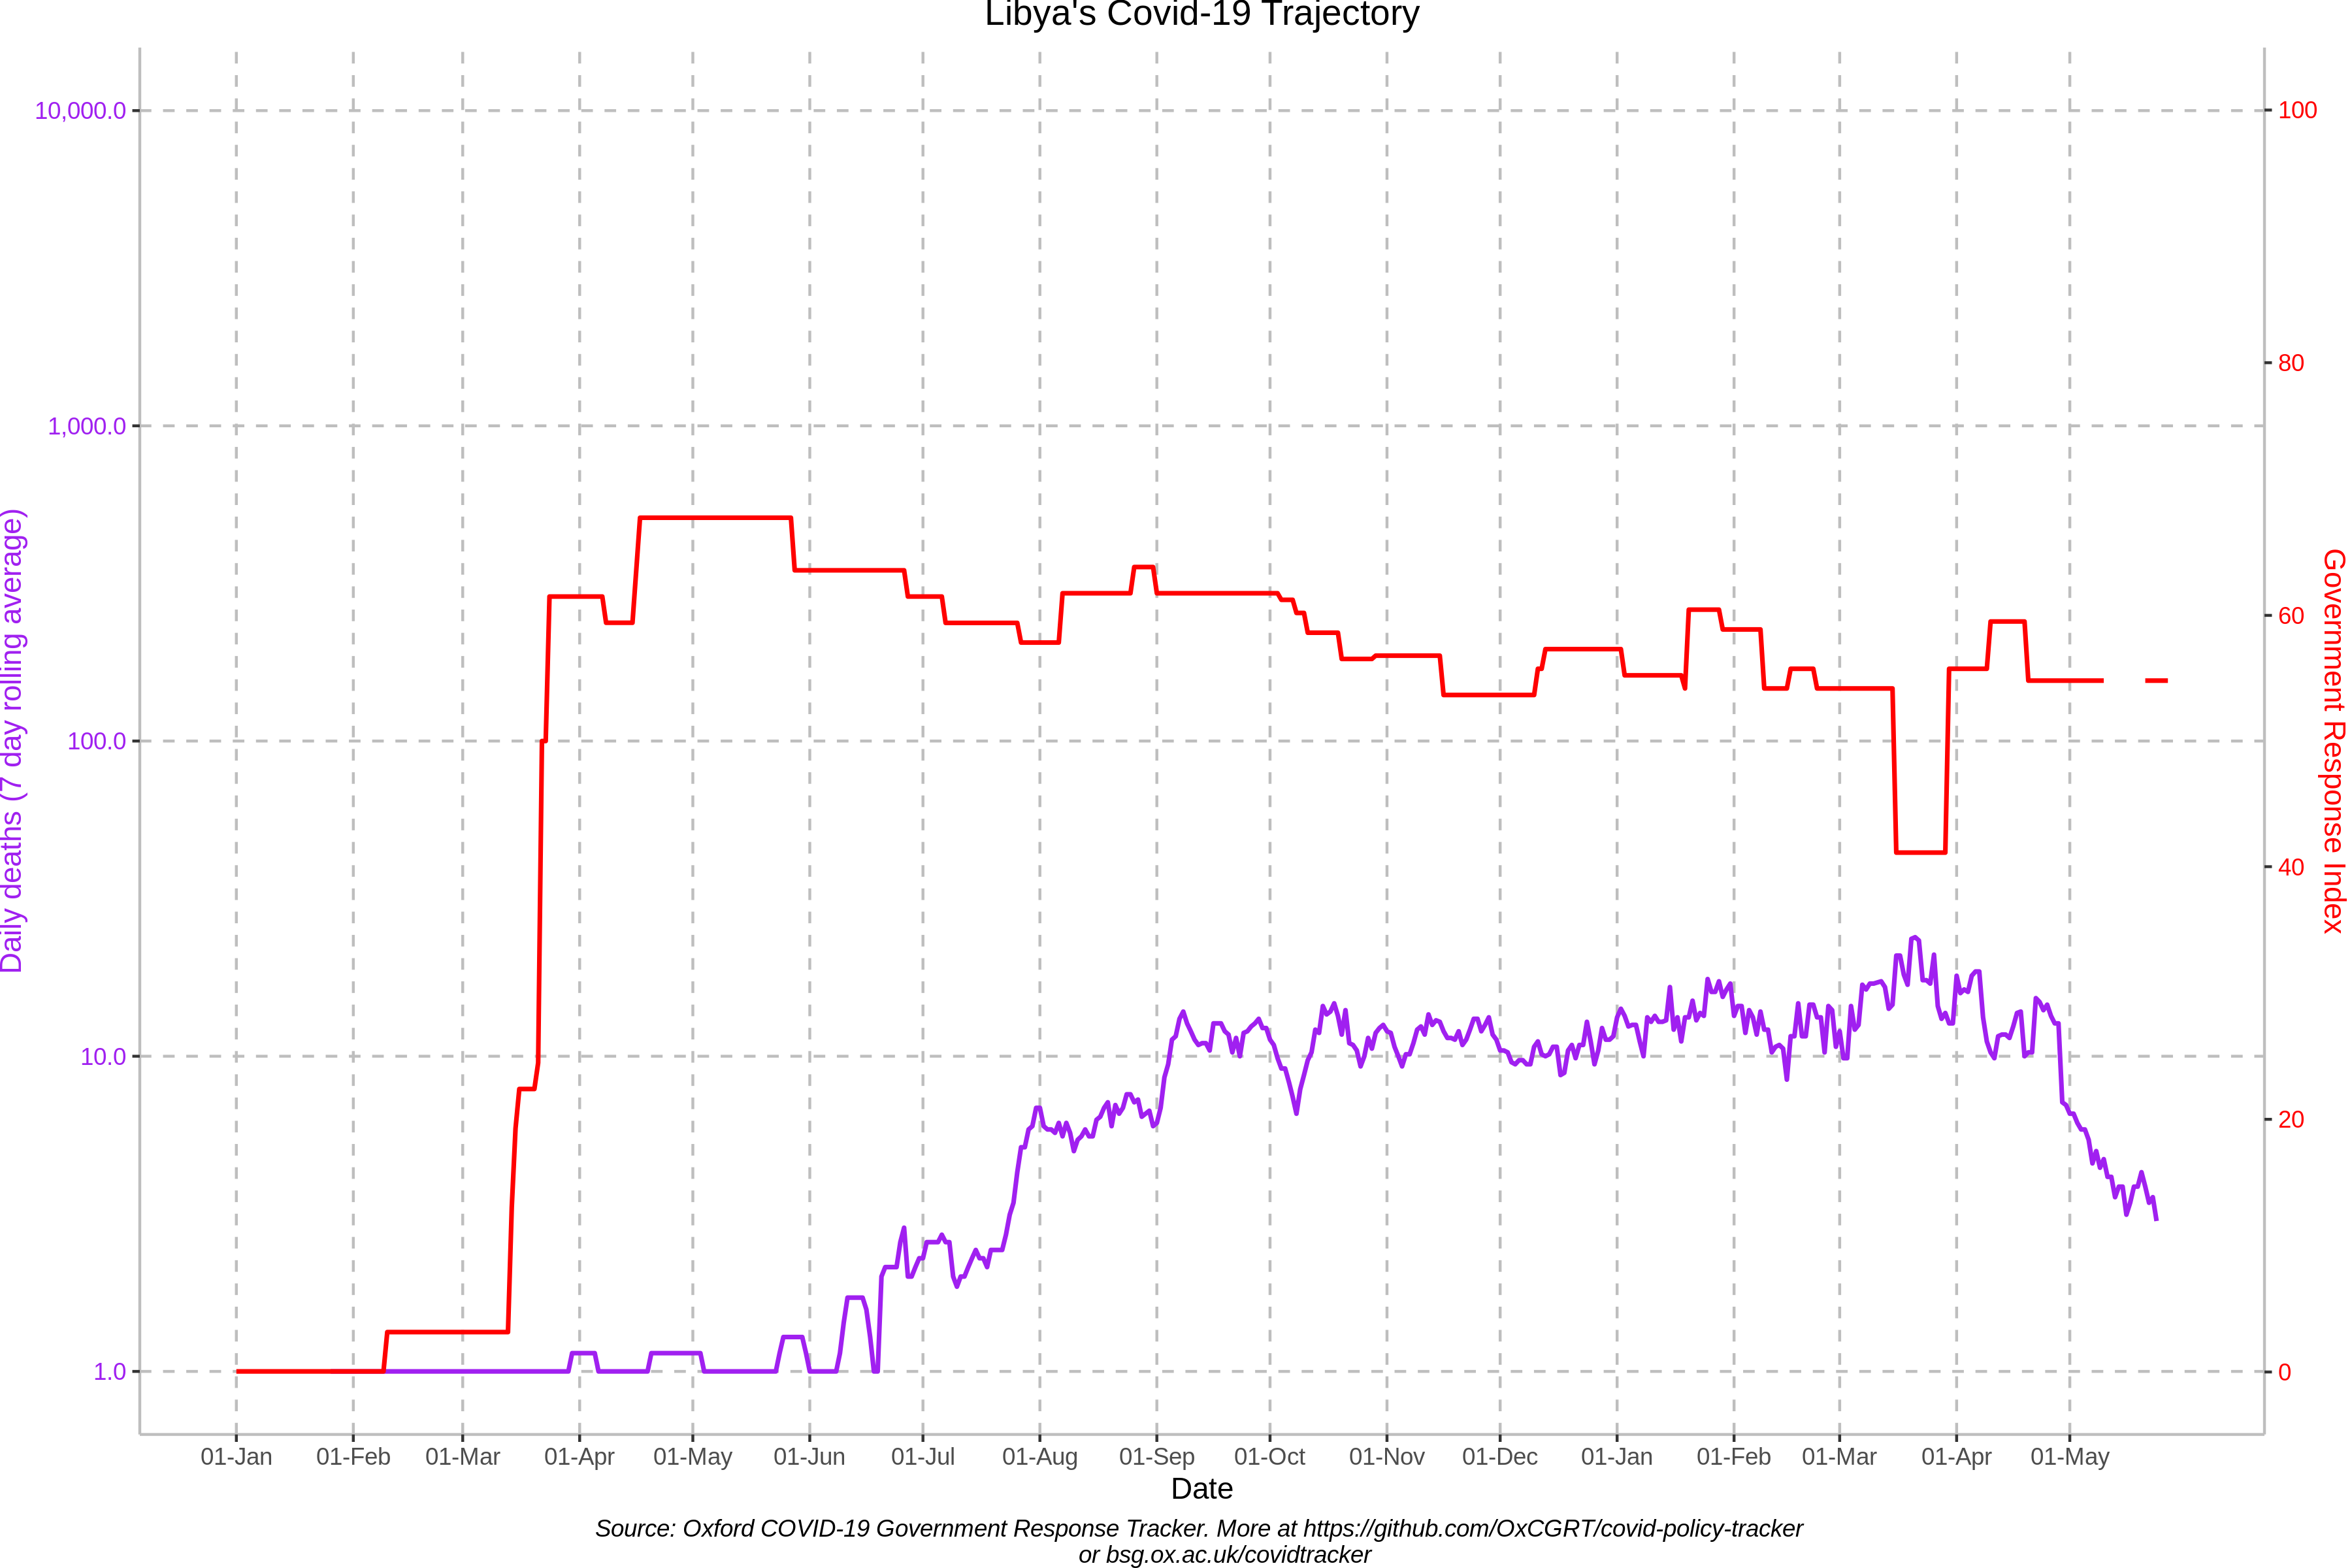 Libya's Covid-19 Trajectory
10,000.0
1,000.0
100.0
10.0
1.0
Daily deaths (7 day rolling average)
100
80
60
40
20
0
Government Response Index
01-Jan 01-Feb 01-Mar 01-Apr 01-May 01-Jun 01-Jul 01-Aug 01-Sep 01-Oct 01-Nov 01-Dec 01-Jan 01-Feb 01-Mar 01-Apr 01-May
Date
Source: Oxford COVID-19 Government Response Tracker. More at https://github.com/OxCGRT/covid-policy-tracker
or bsg.ox.ac.uk/covidtracker